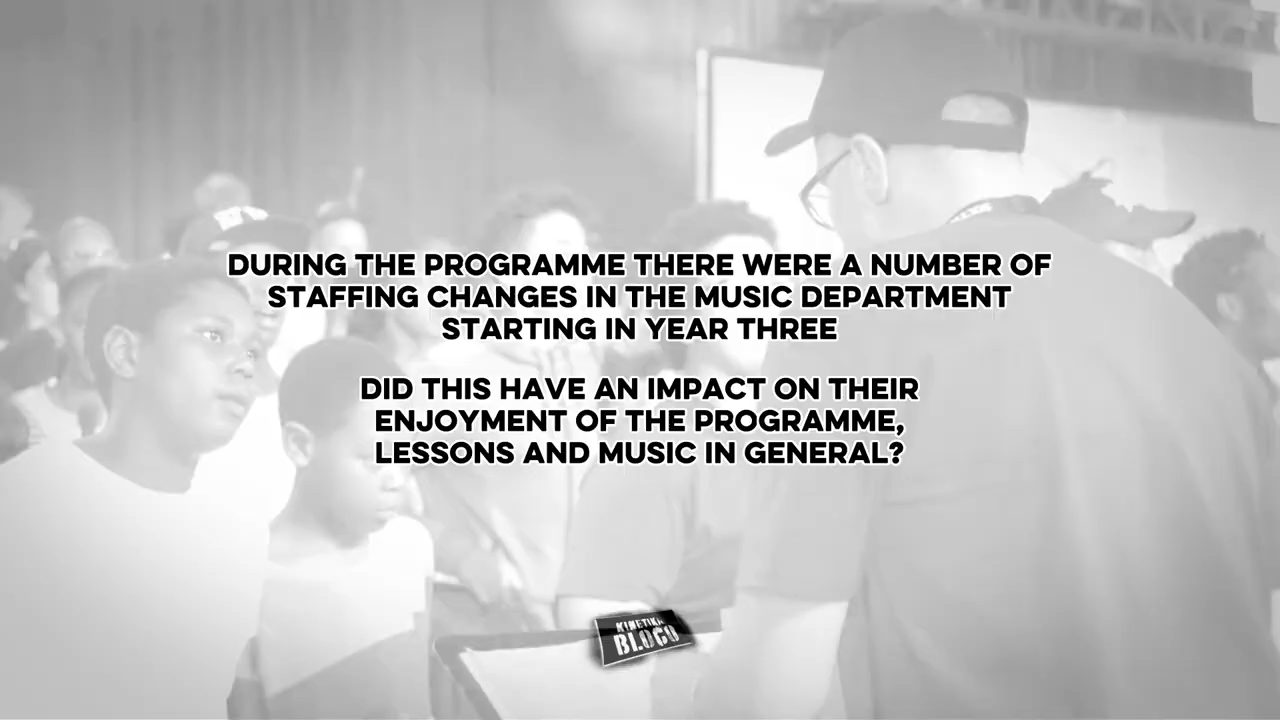 DURING THE PROGRAMME THERE WERE A NUMBER OF
STAFFING CHANGES IN THE MUSIC DEPARTMENT
STARTING IN YEAR THREE
DID THIS HAVE AN IMPACT ON THEIR
ENJOYMENT OF THE PROGRAMME,
LESSONS AND MUSIC IN GENERAL?
KINETIKA
BLOCO